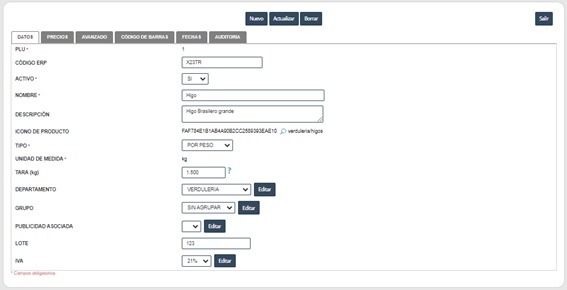 Nuevo Actualizar Borrar Salir
DATOS PRECIOS AVANZADO CÓDIGO DE BARRAS FECHAS AUDITORIA
PLU * 1
CÓDIGO ERP X23TR
ACTIVO * SI
NOMBRE * Higo
DESCRIPCIÓN Higo Brasilero grande
ICONO DE PRODUCTO verduleria/higos
TIPO * POR PESO
UNIDAD DE MEDIDA * kg
TARA (kg) 1.500 ?
DEPARTAMENTO VERDULERIA Editar
GRUPO SIN AGRUPAR Editar
PUBLICIDAD ASOCIADA Editar
LOTE 123
IVA 21% Editar
* Campos obligatorios